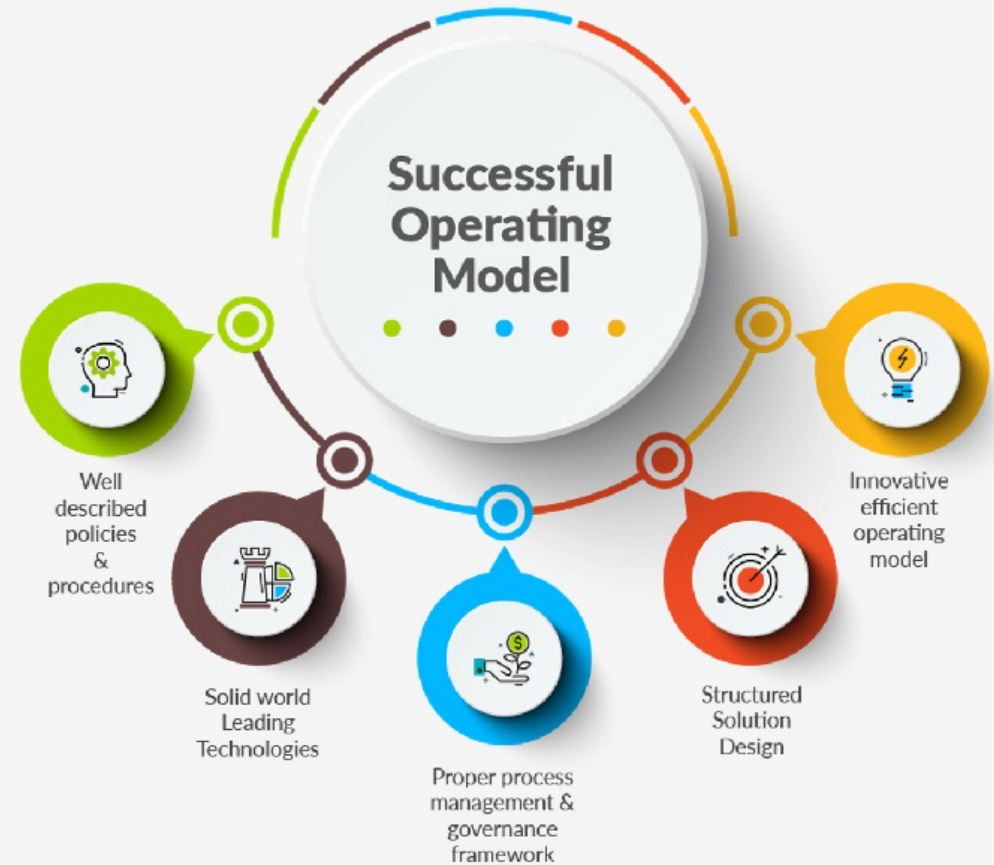 Successful
Operating
Model
Well
described
policies
&
procedures
Solid world
Leading
Technologies
$
Proper process
management &
governance
framework
Structured
Solution
Design
Innovative
efficient
operating
model